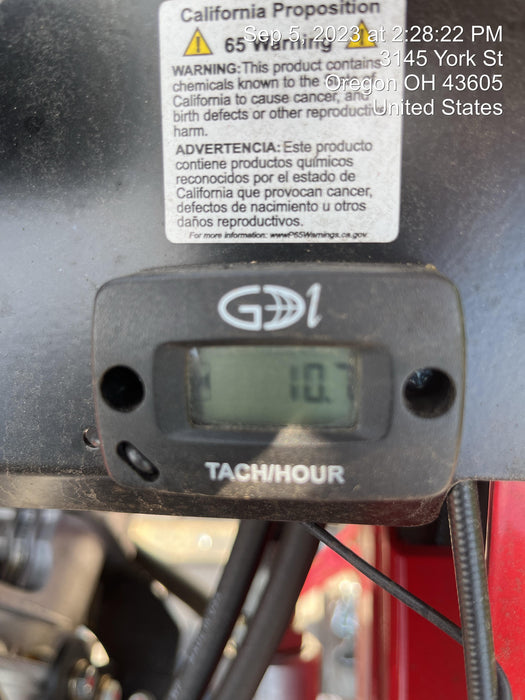 California Proposition
65 Warning
WARNING: This product contains
chemicals known to the State of
California to cause cancer, and
birth defects or other reproductive
harm.
ADVERTENCIA: Este producto
contiene productos químicos
reconocidos por el estado de
California que provocan cancer,
defectos de nacimiento u otros
daños reproductivos.
For more information: www.P65Warnings.ca.gov
Sep 5, 2023 at 2:28:22 PM
3145 York St
Oregon OH 43605
United States
GDI
10.7
TACH/HOUR